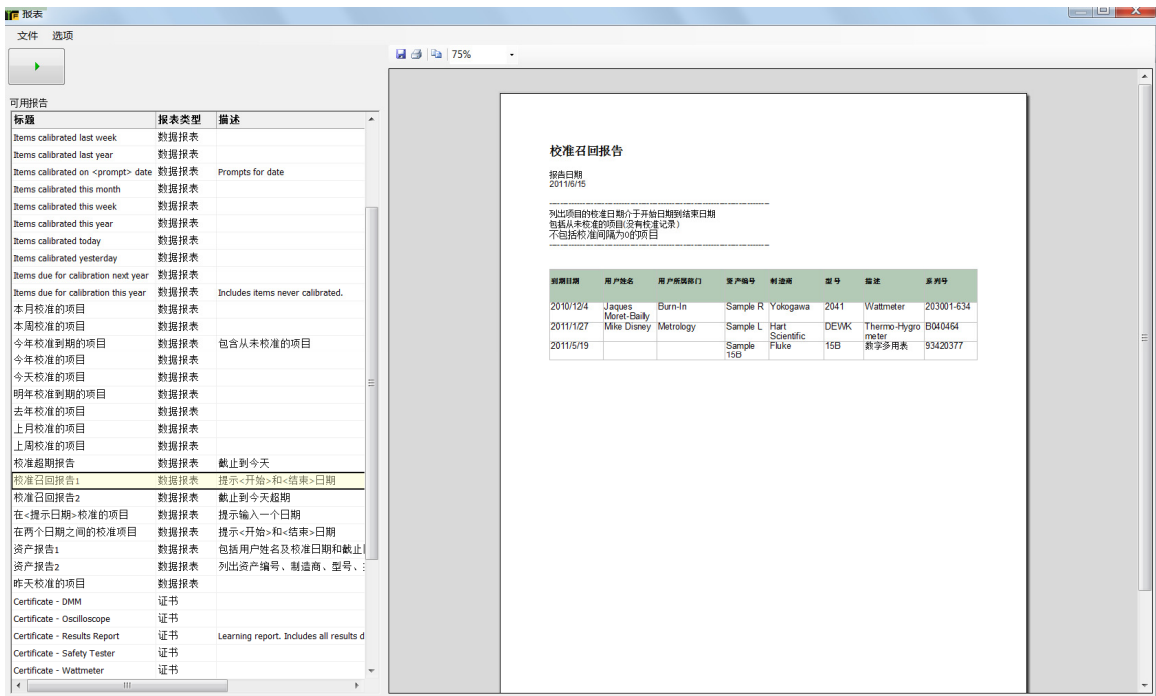 报表
文件 选项
75%
可用报告
标题 报表类型 描述
Items calibrated last week 数据报表
Items calibrated last year 数据报表
Items calibrated on <prompt> date 数据报表 Prompts for date
Items calibrated this month 数据报表
Items calibrated this week 数据报表
Items calibrated this year 数据报表
Items calibrated today 数据报表
Items calibrated yesterday 数据报表
Items due for calibration next year 数据报表
Items due for calibration this year 数据报表 Includes items never calibrated.
本月校准的项目 数据报表
本周校准的项目 数据报表
今年校准到期的项目 数据报表 包含从未校准的项目
今年校准的项目 数据报表
今天校准的项目 数据报表
明年校准到期的项目 数据报表
去年校准的项目 数据报表
上月校准的项目 数据报表
上周校准的项目 数据报表
校准超期报告 数据报表 截止到今天
校准召回报告1 数据报表 提示<开始>和<结束>日期
校准召回报告2 数据报表 截止到今天超期
在<提示日期>校准的项目 数据报表 提示输入一个日期
在两个日期之间的校准项目 数据报表 提示<开始>和<结束>日期
资产报告1 数据报表 包括用户姓名及校准日期和截止
资产报告2 数据报表 列出资产编号、制造商、型号、
昨天校准的项目 数据报表
Certificate - DMM 证书
Certificate - Oscilloscope 证书
Certificate - Results Report 证书 Learning report. Includes all results d
Certificate - Safety Tester 证书
Certificate - Wattmeter 证书
校准召回报告
报告日期
2011/6/15
列出项目的校准日期介于开始日期到结束日期
包括从未校准的项目(没有校准记录)
不包括校准间隔为0的项目
到期日期 用户姓名 用户所属部门 资产编号 制造商 型号 描述 系列号
2010/12/4 Jaques Burn-In Sample R Yokogawa 2041 Wattmeter 203001-634
Moret-Bailly
2011/1/27 Mike Disney Metrology Sample L Hart DEWK Thermo-Hygro B040464
Scientific meter
2011/5/19 Sample Fluke 15B 数字多用表 93420377
15B